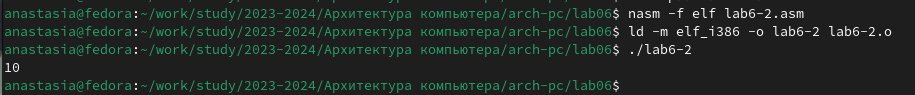 anastasia@fedora:~/work/study/2023-2024/Архитектура компьютера/arch-pc/lab06$ nasm -f elf lab6-2.asm
anastasia@fedora:~/work/study/2023-2024/Архитектура компьютера/arch-pc/lab06$ ld -m elf_i386 -o lab6-2 lab6-2.o
anastasia@fedora:~/work/study/2023-2024/Архитектура компьютера/arch-pc/lab06$ ./lab6-2
10
anastasia@fedora:~/work/study/2023-2024/Архитектура компьютера/arch-pc/lab06$